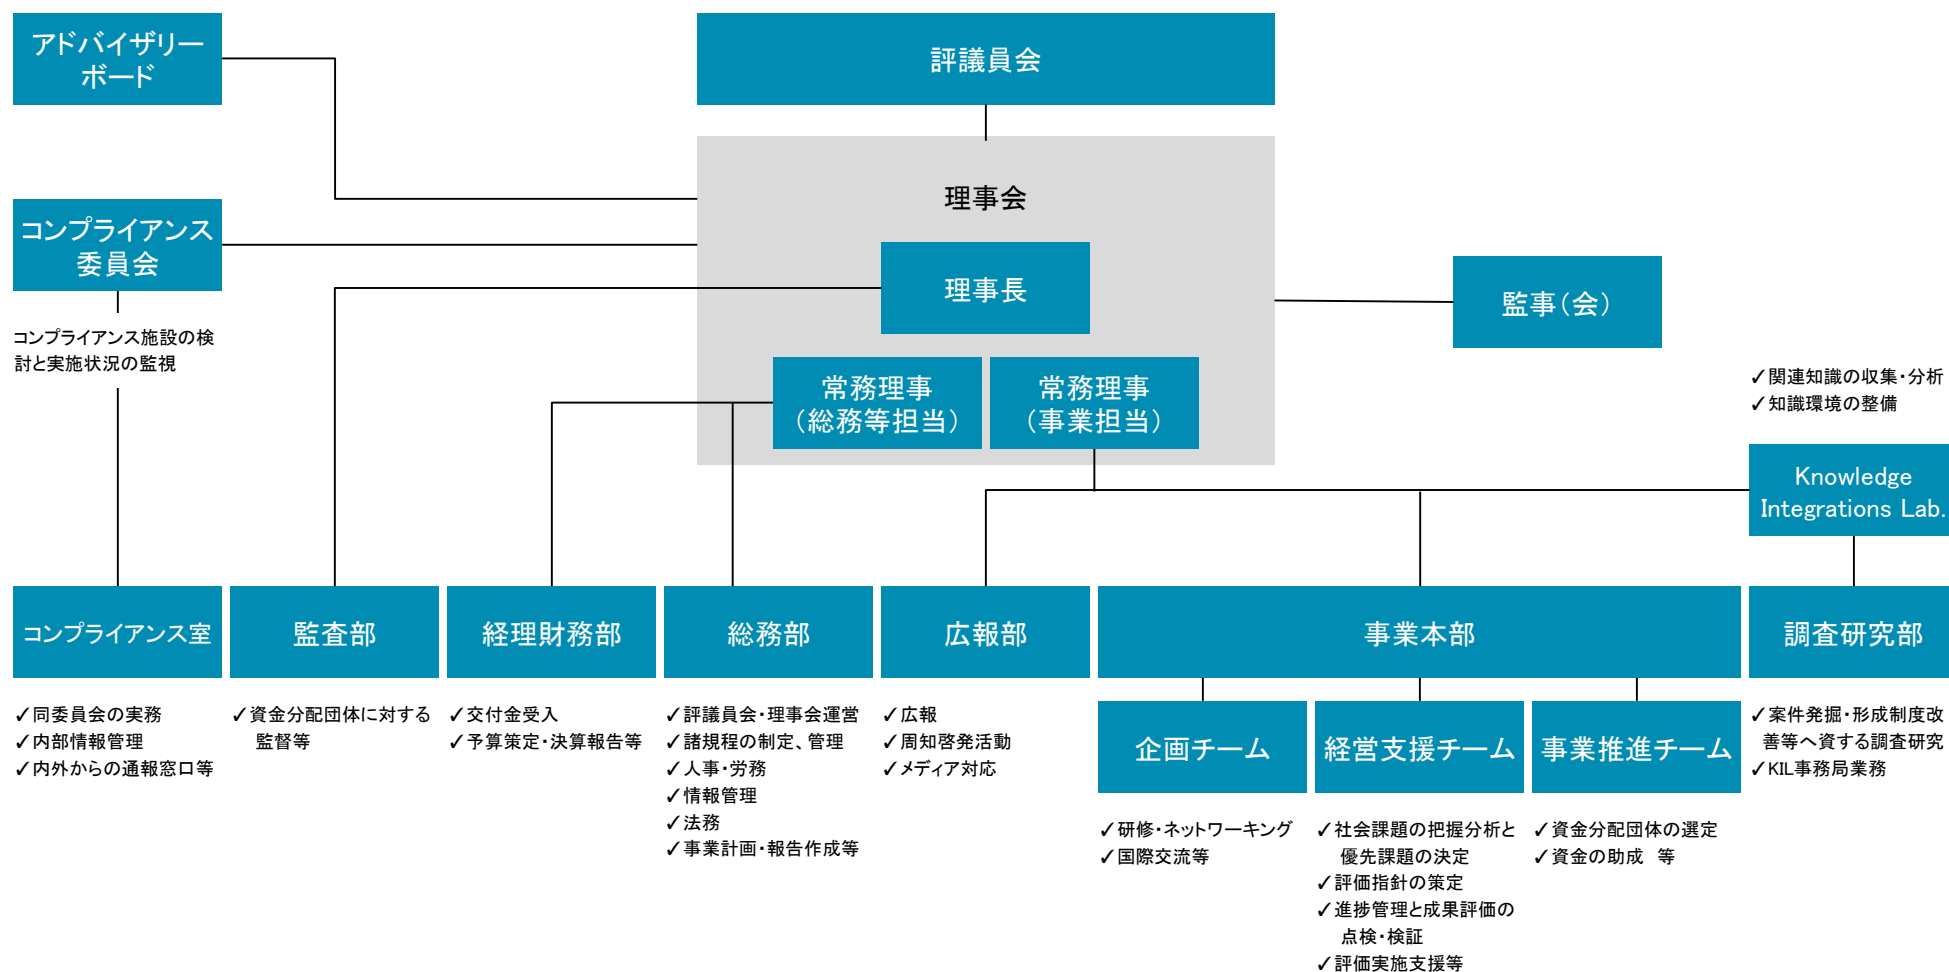 アドバイザリー
ボード
評議員会
理事会
コンプライアンス
委員会
理事長
監事(会)
コンプライアンス施設の検
討と実施状況の監視
常務理事
(総務等担当)
常務理事
(事業担当)
✓関連知識の収集・分析
✓知識環境の整備
Knowledge
Integrations Lab.
コンプライアンス室
監査部
経理財務部
総務部
広報部
事業本部
調査研究部
✓同委員会の実務
✓内部情報管理
✓内外からの通報窓口等
✓資金分配団体に対する
監督等
✓交付金受入
✓予算策定・決算報告等
✓評議員会・理事会運営
✓諸規程の制定、管理
✓人事・労務
✓情報管理
✓法務
✓事業計画・報告作成等
✓広報
✓周知啓発活動
✓メディア対応
企画チーム
経営支援チーム
事業推進チーム
✓案件発掘・形成制度改
善等へ資する調査研究
✓KIL事務局業務
✓研修・ネットワーキング
✓国際交流等
✓社会課題の把握分析と
優先課題の決定
✓評価指針の策定
✓進捗管理と成果評価の
点検・検証
✓評価実施支援等
✓資金分配団体の選定
✓資金の助成 等